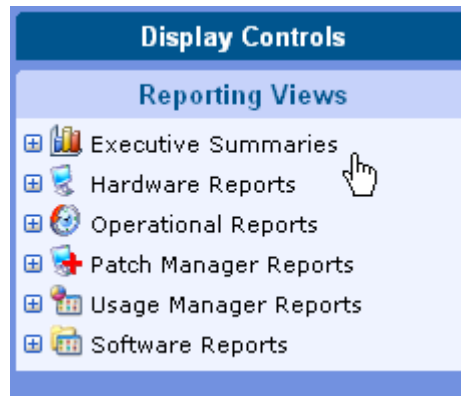 Display Controls
Reporting Views
Executive Summaries
Hardware Reports
Operational Reports
Patch Manager Reports
Usage Manager Reports
Software Reports